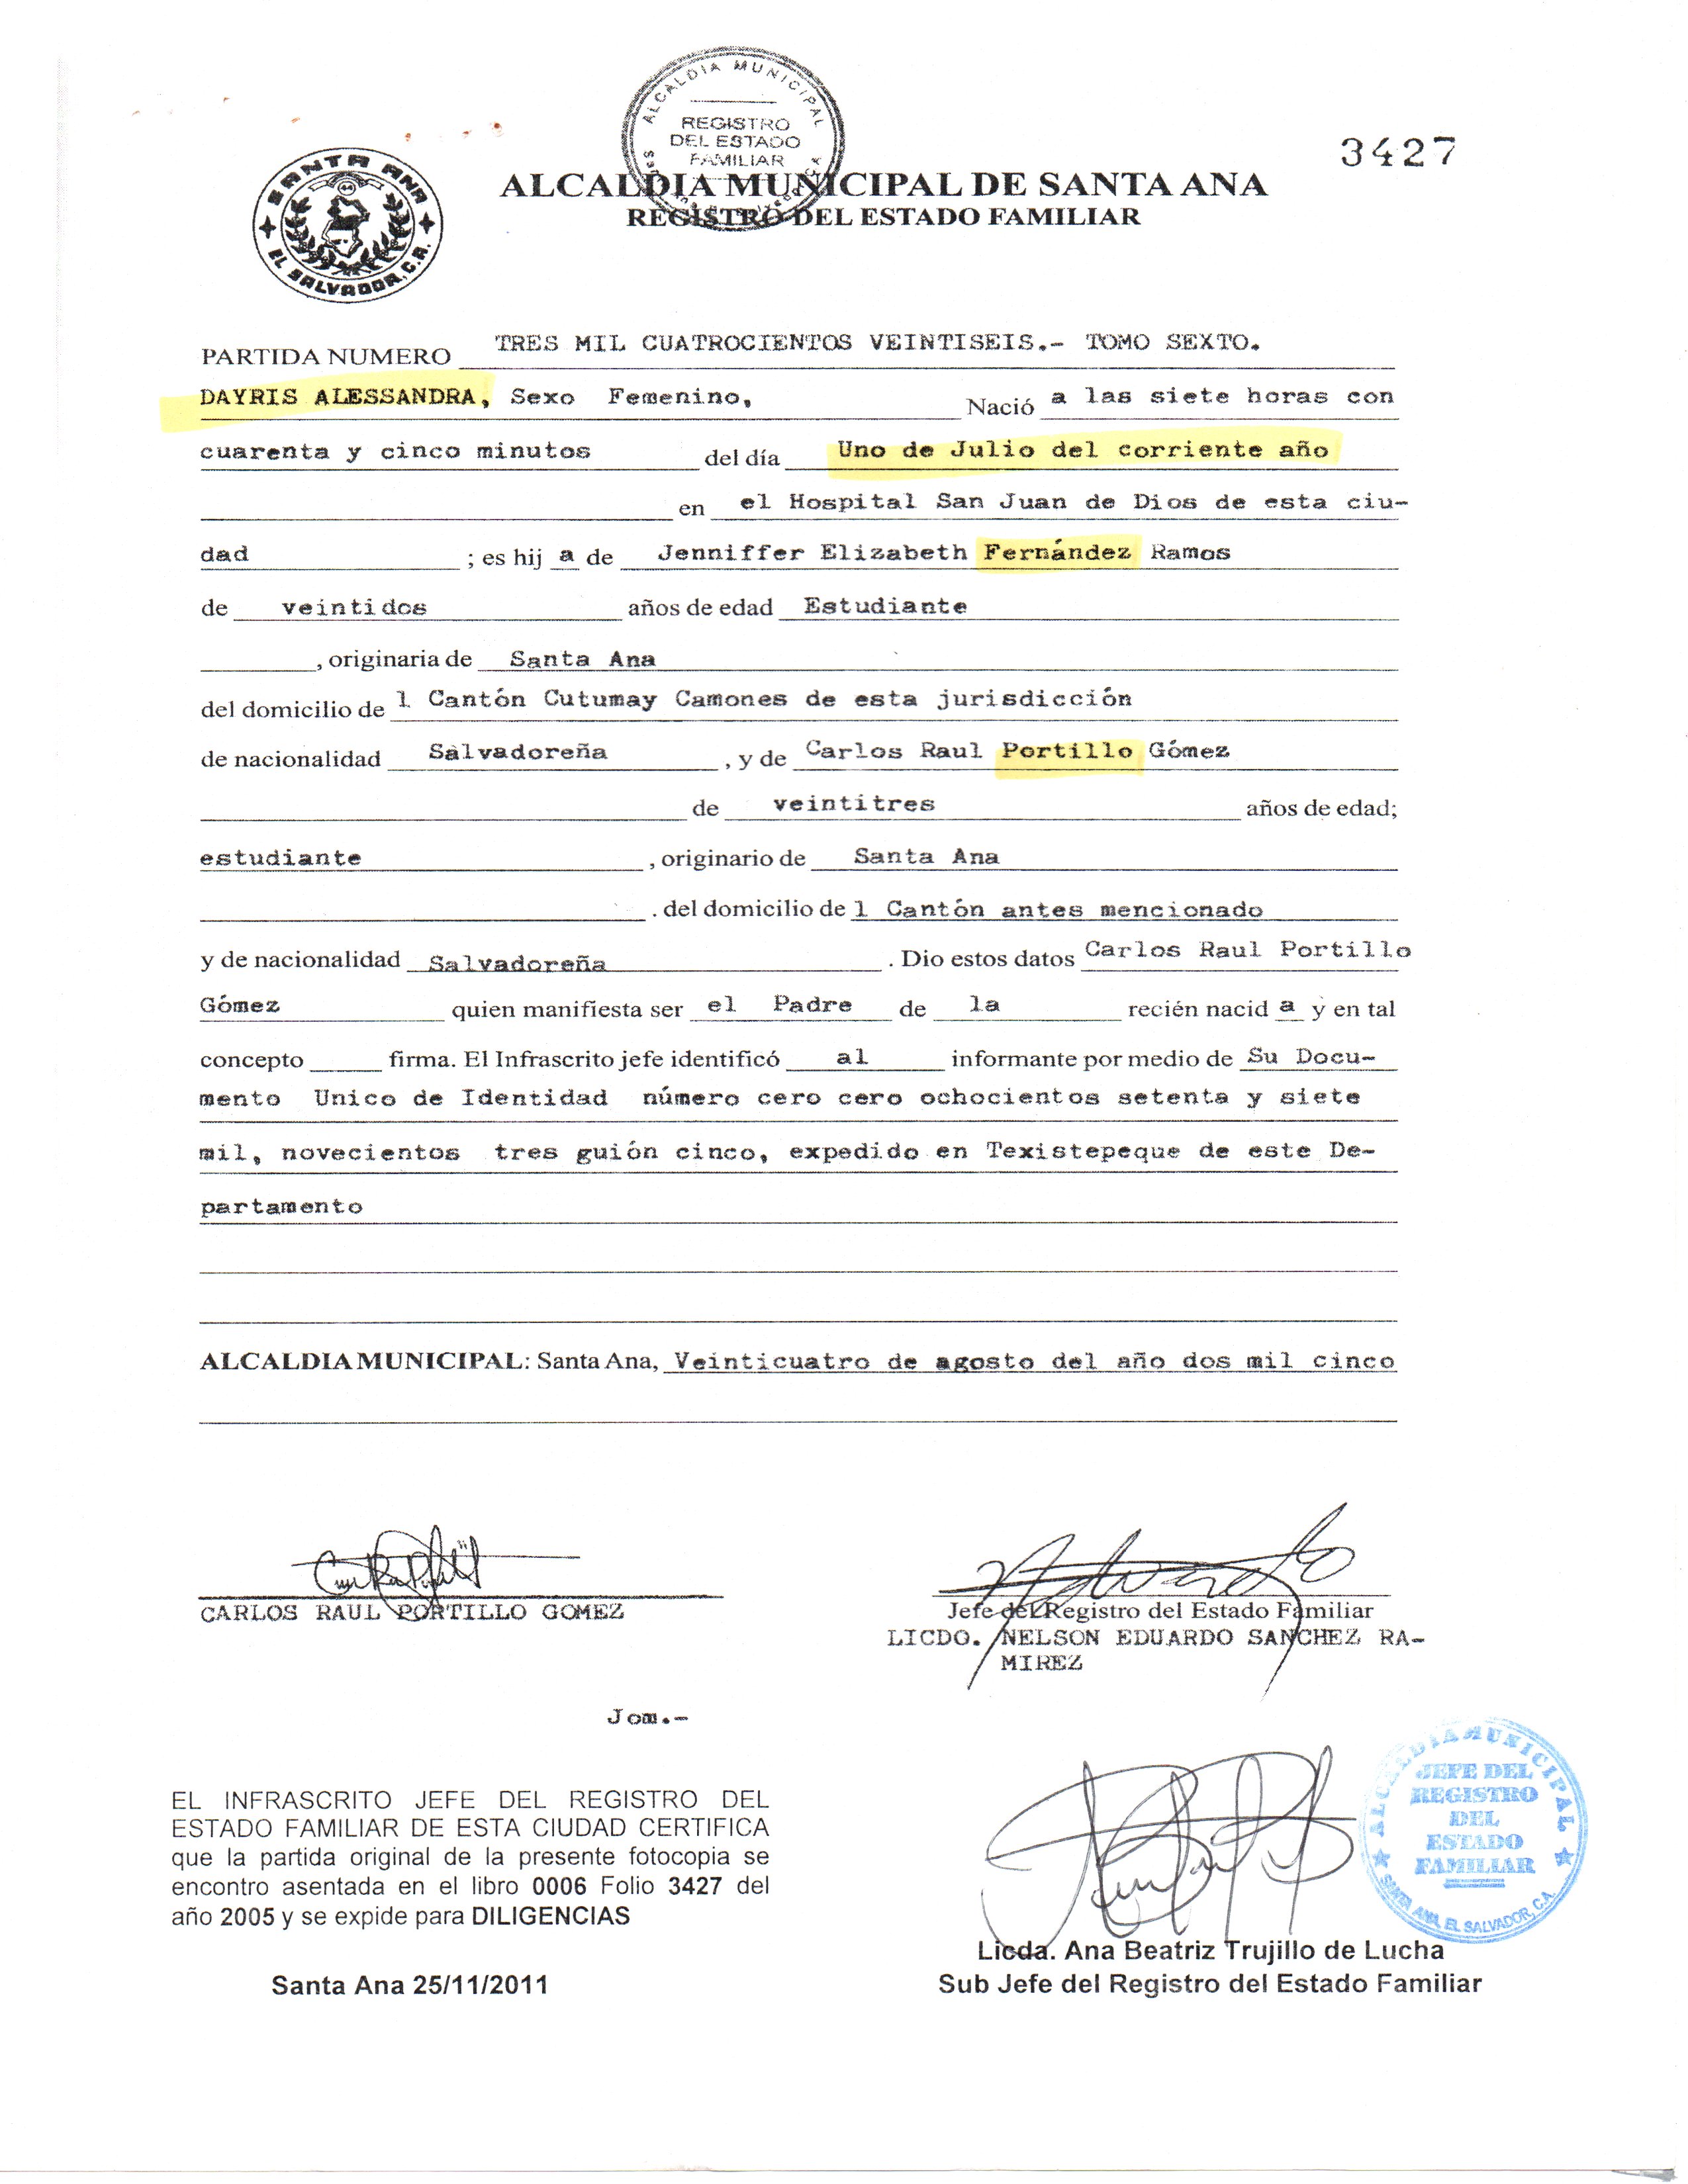 ALCALDIA MUNICIPAL
REGISTRO
DEL ESTADO
FAMILIAR
3427
SANTA ANA
EL SALVADOR, C.A.
ALCALDIA MUNICIPAL DE SANTA ANA
REGISTRO DEL ESTADO FAMILIAR
PARTIDA NUMERO TRES MIL CUATROCIENTOS VEINTISEIS.- TOMO SEXTO.
DAYRIS ALESSANDRA, Sexo Femenino, Nació a las siete horas con
cuarenta y cinco minutos del día Uno de Julio del corriente año
en el Hospital San Juan de Dios de esta ciu-
dad ; es hij a de Jenniffer Elizabeth Fernández Ramos
de veintidos años de edad Estudiante
, originaria de Santa Ana
del domicilio de l Cantón Cutumay Camones de esta jurisdicción
de nacionalidad Salvadoreña , y de Carlos Raul Portillo Gómez
de veintitres años de edad;
estudiante , originario de Santa Ana
. del domicilio de l Cantón antes mencionado
y de nacionalidad Salvadoreña . Dio estos datos Carlos Raul Portillo
Gómez quien manifiesta ser el Padre de la recién nacid a y en tal
concepto firma. El Infrascrito jefe identificó al informante por medio de Su Docu-
mento Unico de Identidad número cero cero ochocientos setenta y siete
mil, novecientos tres guión cinco, expedido en Texistepeque de este De-
partamento
ALCALDIA MUNICIPAL: Santa Ana, Veinticuatro de agosto del año dos mil cinco
CARLOS RAUL PORTILLO GOMEZ
Jefe del Registro del Estado Familiar
LICDO. NELSON EDUARDO SANCHEZ RA-
MIREZ
Jom.-
EL INFRASCRITO JEFE DEL REGISTRO DEL
ESTADO FAMILIAR DE ESTA CIUDAD CERTIFICA
que la partida original de la presente fotocopia se
encontro asentada en el libro 0006 Folio 3427 del
año 2005 y se expide para DILIGENCIAS
Santa Ana 25/11/2011
ALCALDIA MUNICIPAL
JEFE DEL
REGISTRO
DEL
ESTADO
FAMILIAR
SANTA ANA, EL SALVADOR, C.A.
Licda. Ana Beatriz Trujillo de Lucha
Sub Jefe del Registro del Estado Familiar